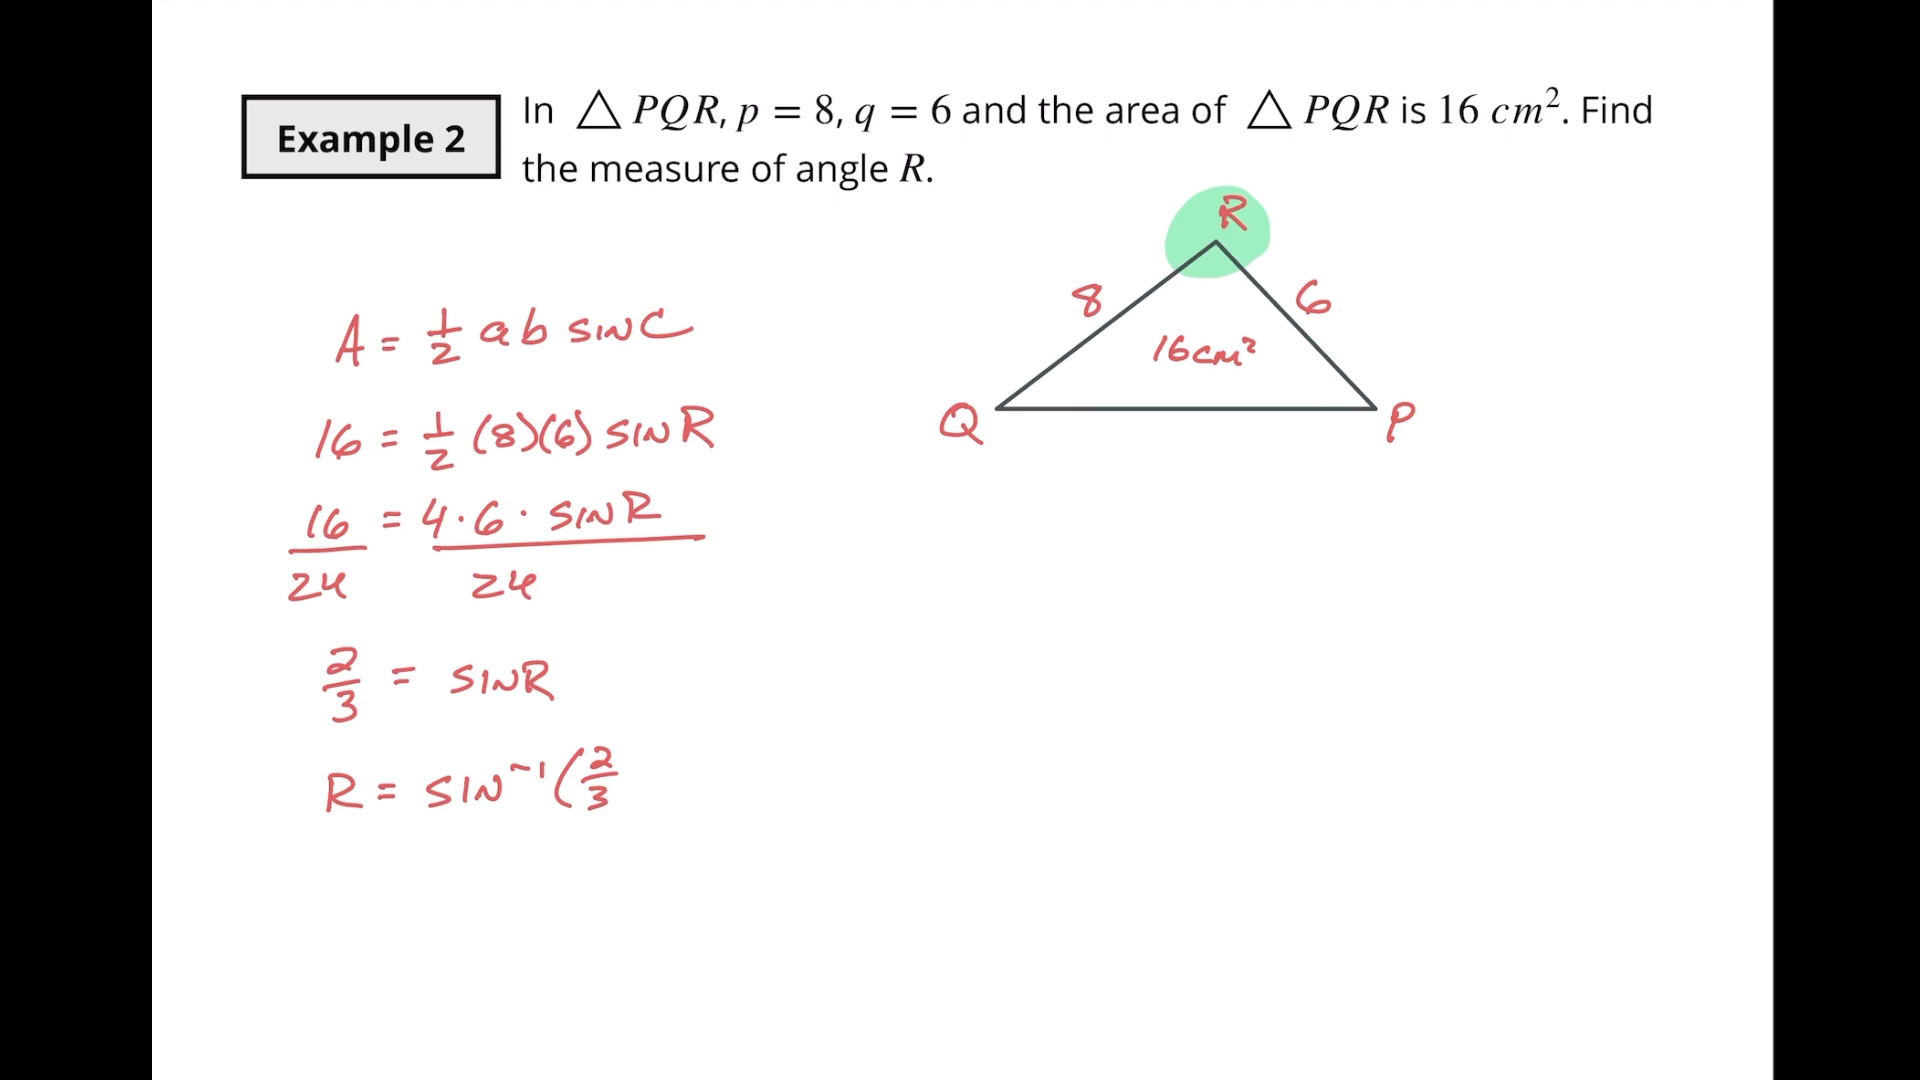 Example 2
In △ PQR, p = 8, q = 6 and the area of △ PQR is 16 cm². Find
the measure of angle R.
R
8
6
16cm²
Q
P
A = 1/2 ab SINC
16 = 1/2 (8)(6) SINR
16 = 4·6· SINR
24 24
2/3 = SINR
R = SIN⁻¹(2/3